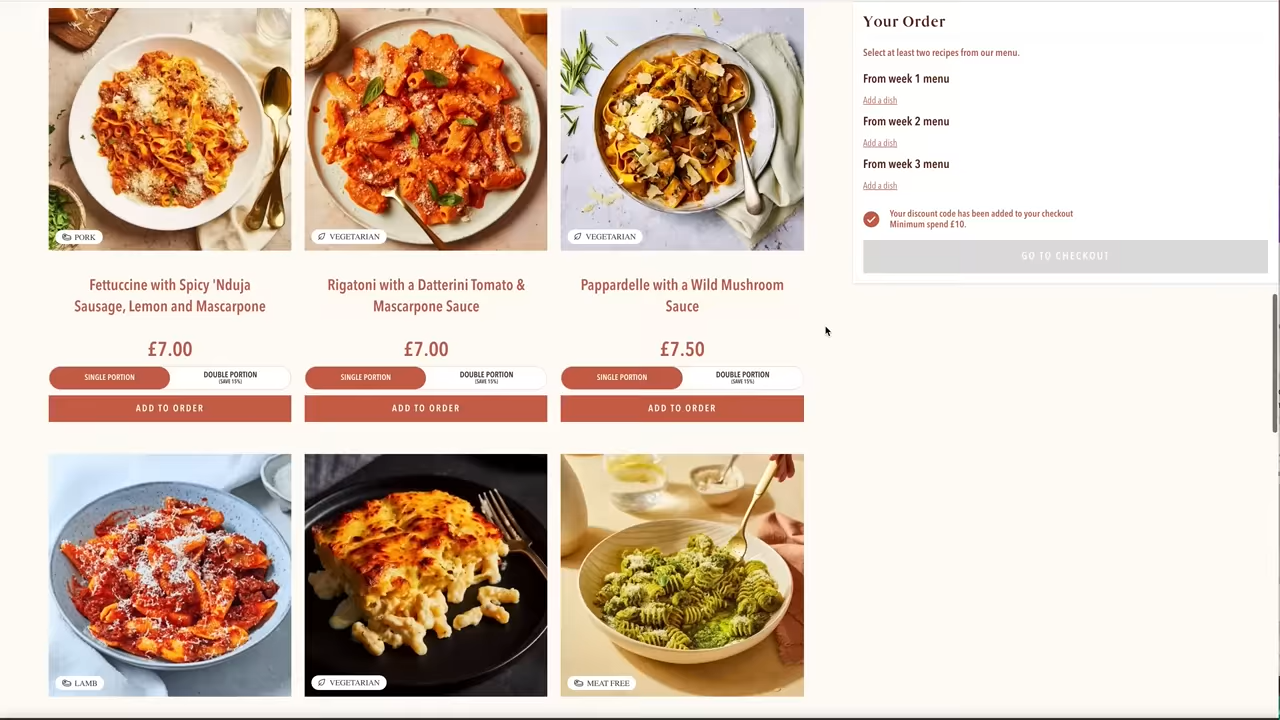 PORK
VEGETARIAN
VEGETARIAN
Fettuccine with Spicy 'Nduja
Sausage, Lemon and Mascarpone
Rigatoni with a Datterini Tomato &
Mascarpone Sauce
Pappardelle with a Wild Mushroom
Sauce
£7.00
£7.00
£7.50
SINGLE PORTION
DOUBLE PORTION
(SAVE 15%)
SINGLE PORTION
DOUBLE PORTION
(SAVE 15%)
SINGLE PORTION
DOUBLE PORTION
(SAVE 15%)
ADD TO ORDER
ADD TO ORDER
ADD TO ORDER
LAMB
VEGETARIAN
MEAT FREE
Your Order
Select at least two recipes from our menu.
From week 1 menu
Add a dish
From week 2 menu
Add a dish
From week 3 menu
Add a dish
Your discount code has been added to your checkout
Minimum spend £10.
GO TO CHECKOUT